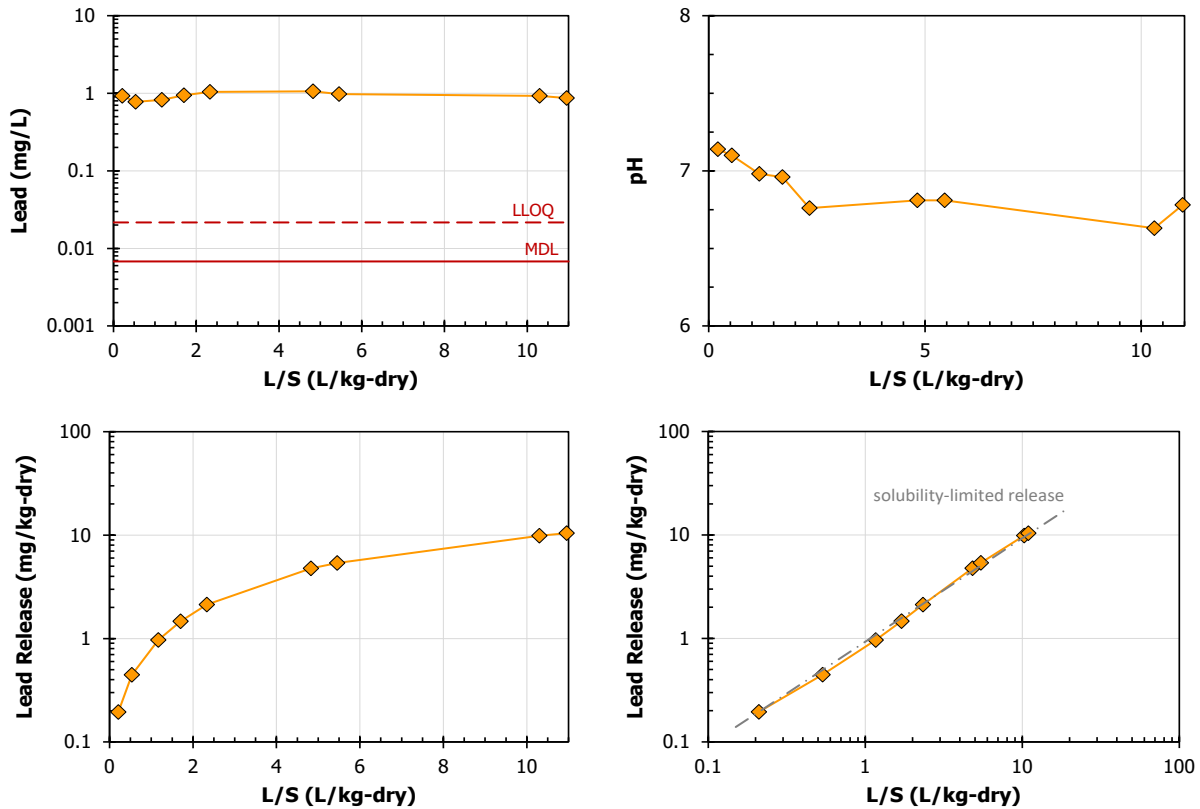 10
1
0.1
0.01
0.001
Lead (mg/L)
LLOQ
MDL
0 2 4 6 8 10
L/S (L/kg-dry)
8
7
6
pH
0 5 10
L/S (L/kg-dry)
100
10
1
0.1
Lead Release (mg/kg-dry)
0 2 4 6 8 10
L/S (L/kg-dry)
100
10
1
0.1
Lead Release (mg/kg-dry)
solubility-limited release
0.1 1 10 100
L/S (L/kg-dry)